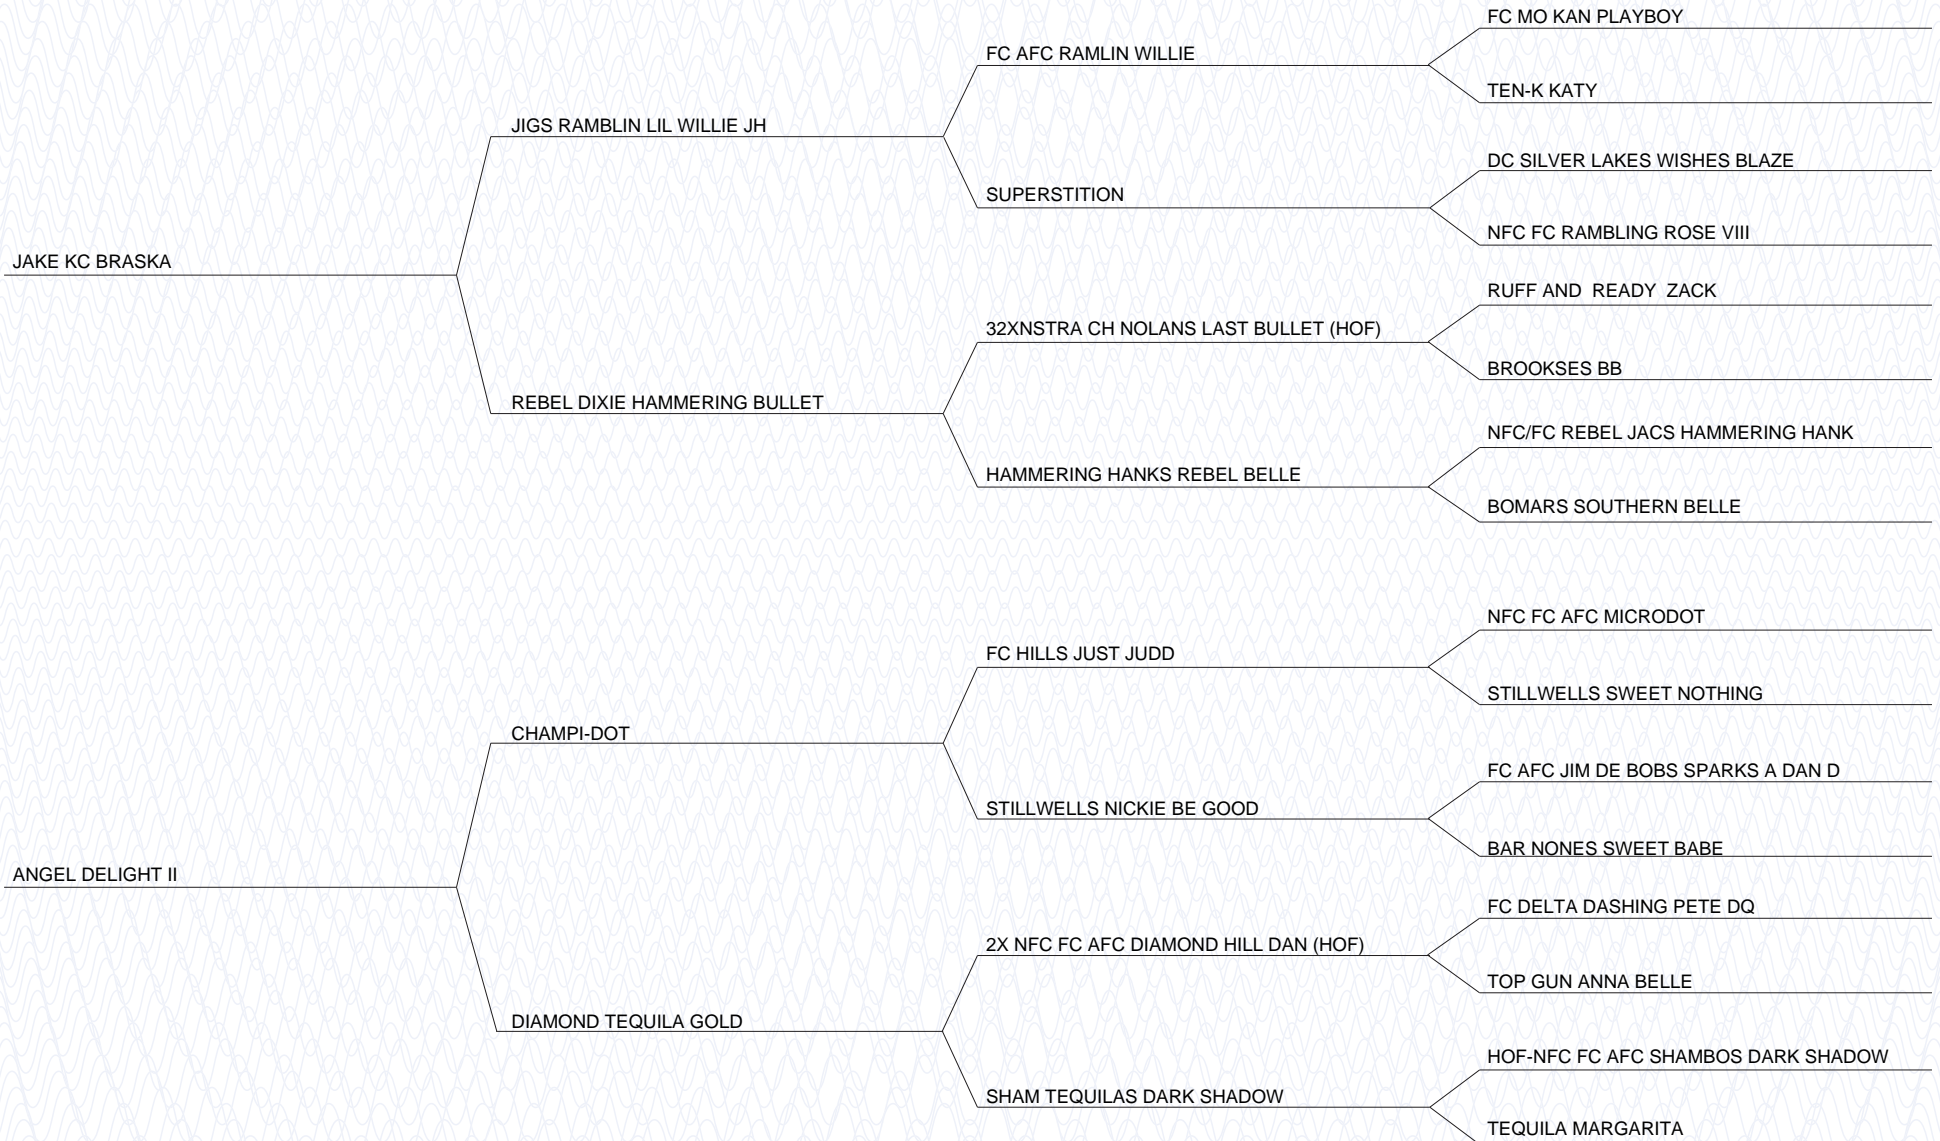 FC MO KAN PLAYBOY
FC AFC RAMLIN WILLIE
TEN-K KATY
JIGS RAMBLIN LIL WILLIE JH
DC SILVER LAKES WISHES BLAZE
SUPERSTITION
NFC FC RAMBLING ROSE VIII
JAKE KC BRASKA
RUFF AND  READY  ZACK
32XNSTRA CH NOLANS LAST BULLET (HOF)
BROOKSES BB
REBEL DIXIE HAMMERING BULLET
NFC/FC REBEL JACS HAMMERING HANK
HAMMERING HANKS REBEL BELLE
BOMARS SOUTHERN BELLE
NFC FC AFC MICRODOT
FC HILLS JUST JUDD
STILLWELLS SWEET NOTHING
CHAMPI-DOT
FC AFC JIM DE BOBS SPARKS A DAN D
STILLWELLS NICKIE BE GOOD
BAR NONES SWEET BABE
ANGEL DELIGHT II
FC DELTA DASHING PETE DQ
2X NFC FC AFC DIAMOND HILL DAN (HOF)
TOP GUN ANNA BELLE
DIAMOND TEQUILA GOLD
HOF-NFC FC AFC SHAMBOS DARK SHADOW
SHAM TEQUILAS DARK SHADOW
TEQUILA MARGARITA